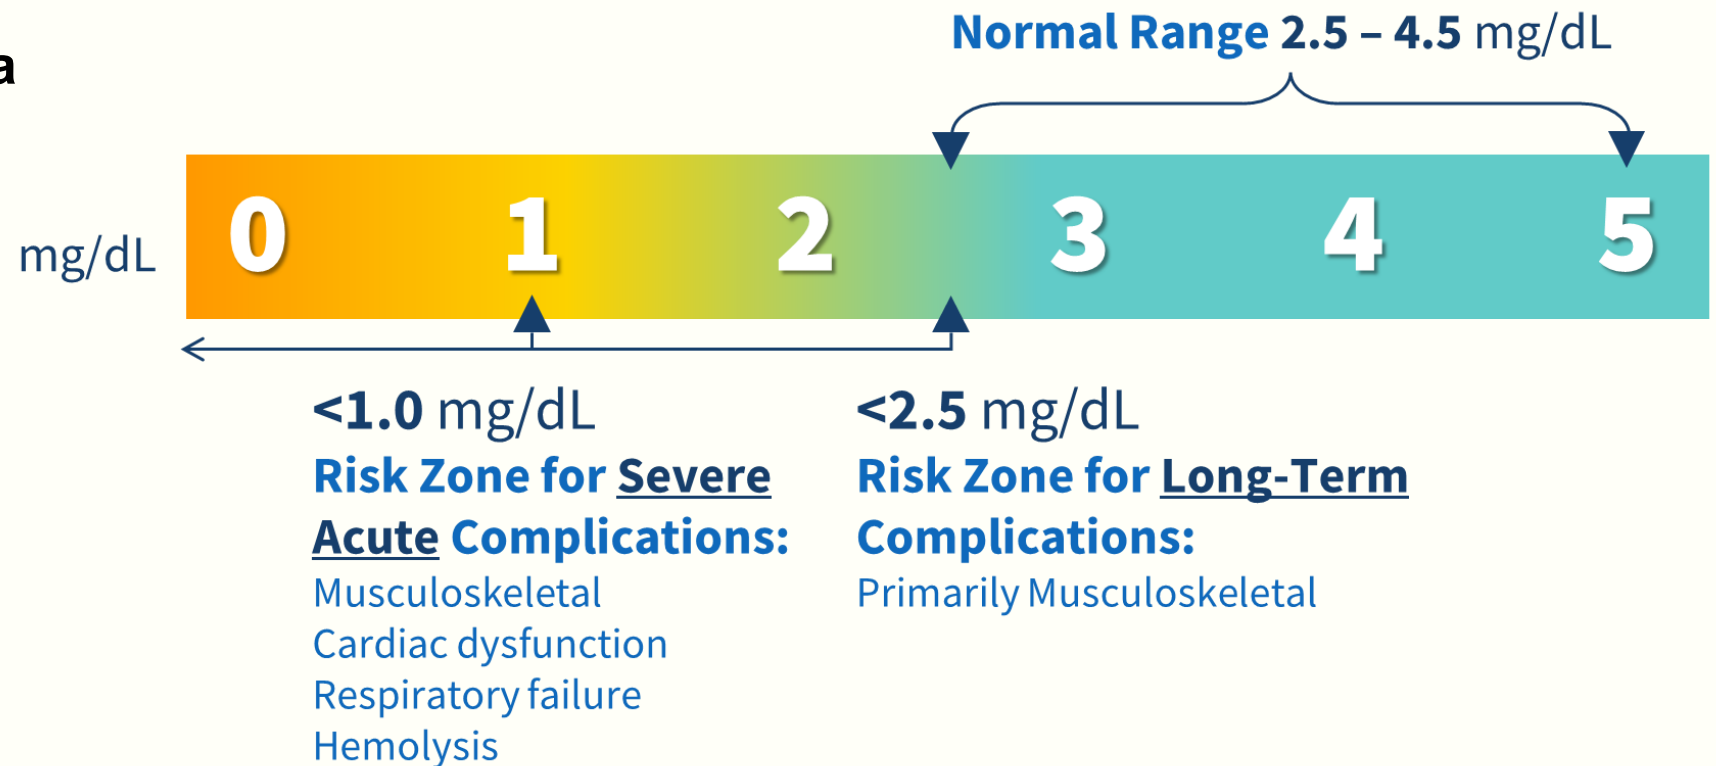 a
Normal Range 2.5 – 4.5 mg/dL
mg/dL
0 1 2 3 4 5
<1.0 mg/dL
Risk Zone for Severe
Acute Complications:
Musculoskeletal
Cardiac dysfunction
Respiratory failure
Hemolysis
<2.5 mg/dL
Risk Zone for Long-Term
Complications:
Primarily Musculoskeletal